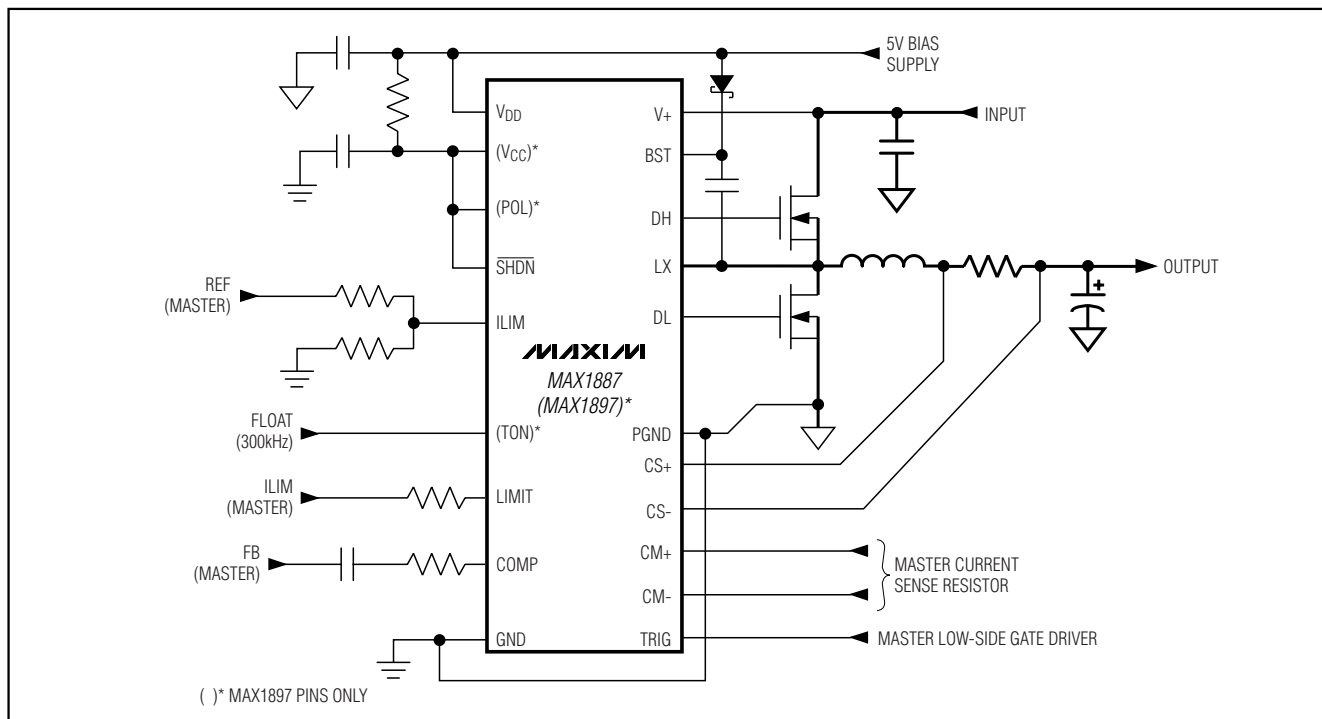 5V BIAS
SUPPLY
VDD
V+
INPUT
(VCC)*
BST
(POL)*
DH
SHDN
LX
OUTPUT
+
REF
(MASTER)
ILIM
DL
MAXIM
MAX1887
(MAX1897)*
FLOAT
(300kHz)
(TON)*
PGND
CS+
ILIM
(MASTER)
LIMIT
CS-
FB
(MASTER)
COMP
CM+
CM-
MASTER CURRENT
SENSE RESISTOR
GND
TRIG
MASTER LOW-SIDE GATE DRIVER
( )* MAX1897 PINS ONLY